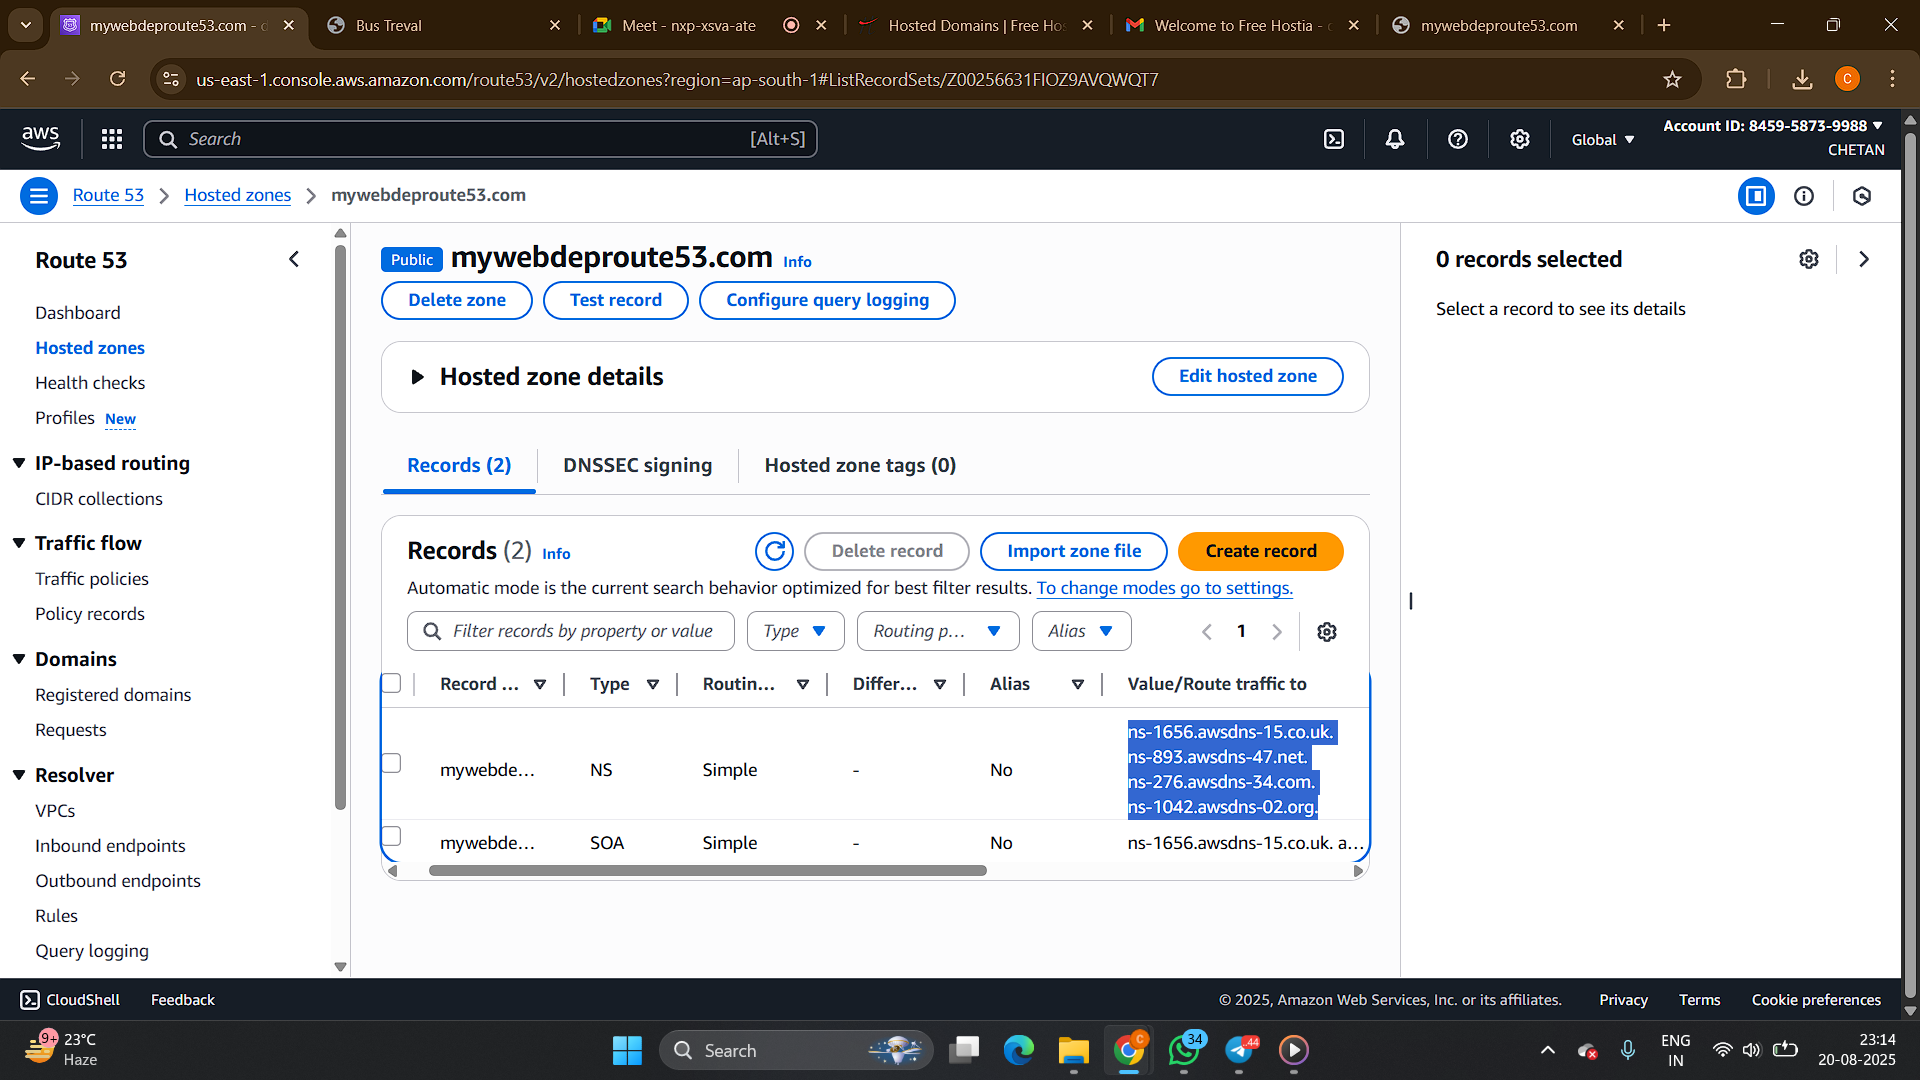 mywebdeproute53.com - d
Bus Treval
Meet - nxp-xsva-ate
Hosted Domains | Free Hos
Welcome to Free Hostia - c
mywebdeproute53.com
us-east-1.console.aws.amazon.com/route53/v2/hostedzones?region=ap-south-1#ListRecordSets/Z00256631FIOZ9AVQWQT7
C
aws
Search
[Alt+S]
Global
Account ID: 8459-5873-9988
CHETAN
Route 53
Hosted zones
mywebdeproute53.com
Route 53
Dashboard
Hosted zones
Health checks
Profiles New
IP-based routing
CIDR collections
Traffic flow
Traffic policies
Policy records
Domains
Registered domains
Requests
Resolver
VPCs
Inbound endpoints
Outbound endpoints
Rules
Query logging
Public mywebdeproute53.com Info
Delete zone
Test record
Configure query logging
Hosted zone details
Edit hosted zone
Records (2)
DNSSEC signing
Hosted zone tags (0)
Records (2) Info
Delete record
Import zone file
Create record
Automatic mode is the current search behavior optimized for best filter results. To change modes go to settings.
Filter records by property or value
Type
Routing p...
Alias
1
Record ...
Type
Routin...
Differ...
Alias
Value/Route traffic to
mywebde...
NS
Simple
-
No
ns-1656.awsdns-15.co.uk.
ns-893.awsdns-47.net.
ns-276.awsdns-34.com.
ns-1042.awsdns-02.org.
mywebde...
SOA
Simple
-
No
ns-1656.awsdns-15.co.uk. a...
0 records selected
Select a record to see its details
CloudShell
Feedback
© 2025, Amazon Web Services, Inc. or its affiliates.
Privacy
Terms
Cookie preferences
9+
23°C
Haze
Search
C
34
44
ENG
IN
23:14
20-08-2025